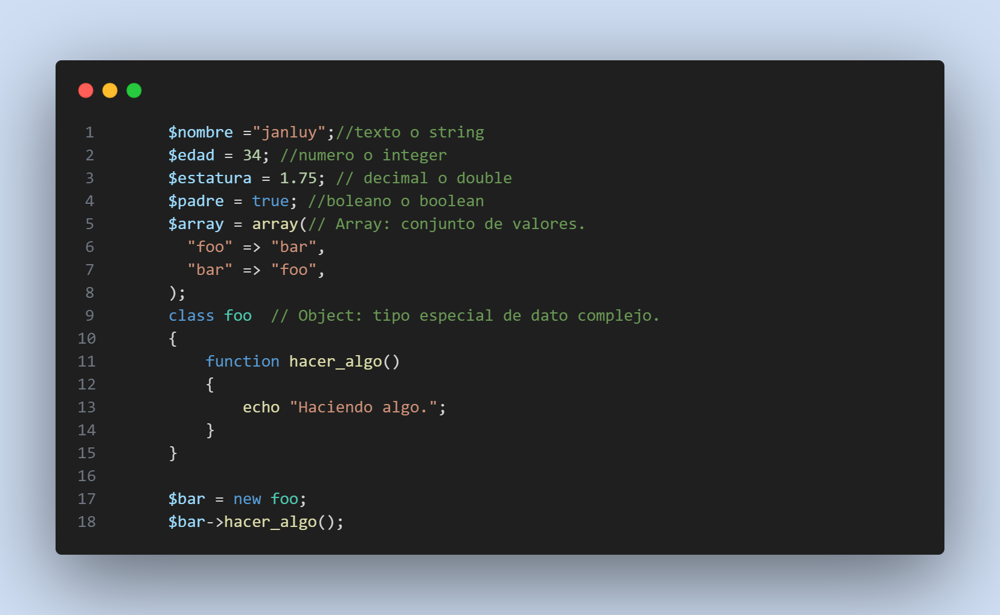 1 $nombre ="janluy";//texto o string
2 $edad = 34; //numero o integer
3 $estatura = 1.75; // decimal o double
4 $padre = true; //boleano o boolean
5 $array = array(// Array: conjunto de valores.
6 "foo" => "bar",
7 "bar" => "foo",
8 );
9 class foo  // Object: tipo especial de dato complejo.
10 {
11 function hacer_algo()
12 {
13 echo "Haciendo algo.";
14 }
15 }
16
17 $bar = new foo;
18 $bar->hacer_algo();